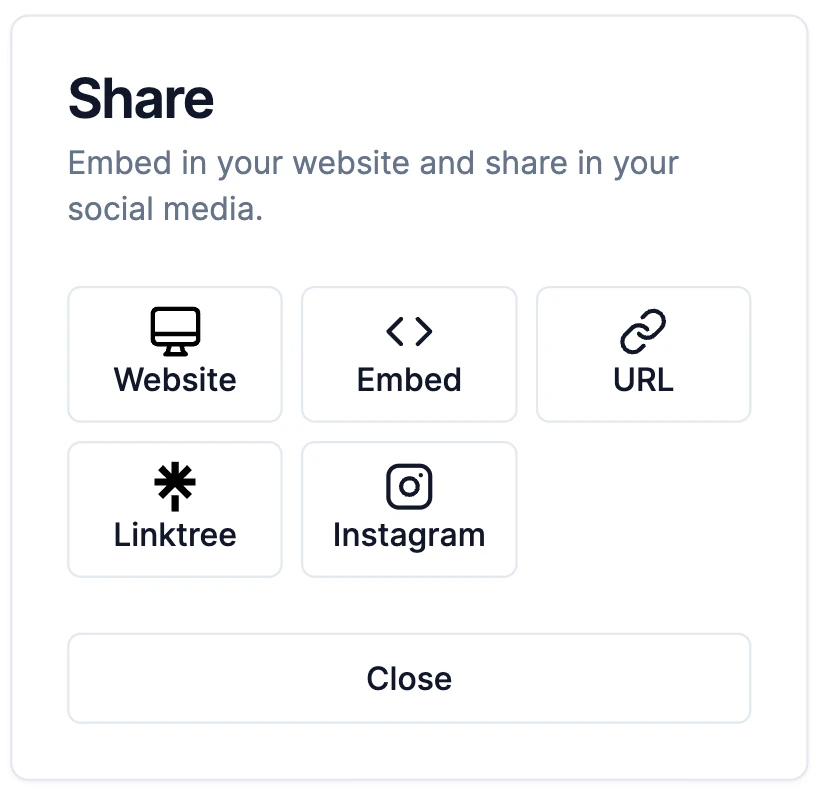 Share
Embed in your website and share in your
social media.
Website
Embed
URL
Linktree
Instagram
Close